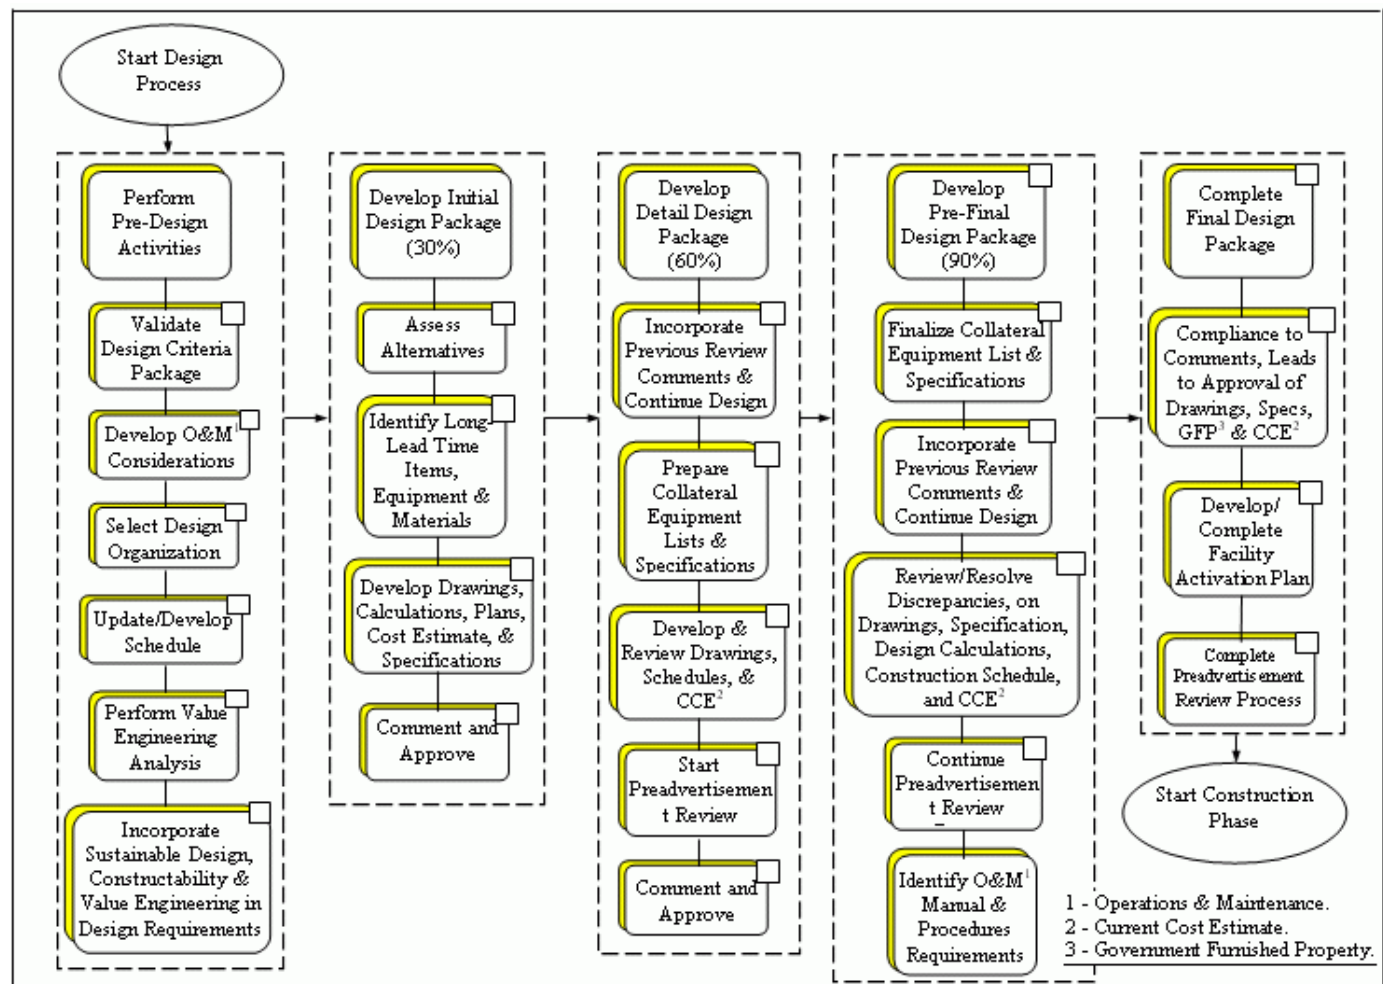 Start Design
Process
Perform
Pre-Design
Activities
Validate
Design Criteria
Package
Develop O&M¹
Considerations
Select Design
Organization
Update/Develop
Schedule
Perform Value
Engineering
Analysis
Incorporate
Sustainable Design,
Constructability &
Value Engineering in
Design Requirements
Develop Initial
Design Package
(30%)
Assess
Alternatives
Identify Long-
Lead Time
Items,
Equipment &
Materials
Develop Drawings,
Calculations, Plans,
Cost Estimate, &
Specifications
Comment and
Approve
Develop
Detail Design
Package
(60%)
Incorporate
Previous Review
Comments &
Continue Design
Prepare
Collateral
Equipment
Lists &
Specifications
Develop &
Review Drawings,
Schedules, &
CCE²
Start
Preadvertisemen
t Review
Comment and
Approve
Develop
Pre-Final
Design Package
(90%)
Finalize Collateral
Equipment List &
Specifications
Incorporate
Previous Review
Comments &
Continue Design
Review/Resolve
Discrepancies, on
Drawings, Specification,
Design Calculations,
Construction Schedule,
and CCE²
Continue
Preadvertisemen
t Review
Identify O&M¹
Manual &
Procedures
Requirements
Complete
Final Design
Package
Compliance to
Comments, Leads
to Approval of
Drawings, Specs,
GFP³ & CCE²
Develop/
Complete
Facility
Activation Plan
Complete
Preadvertisement
Review Process
Start Construction
Phase
1 - Operations & Maintenance.
2 - Current Cost Estimate.
3 - Government Furnished Property.